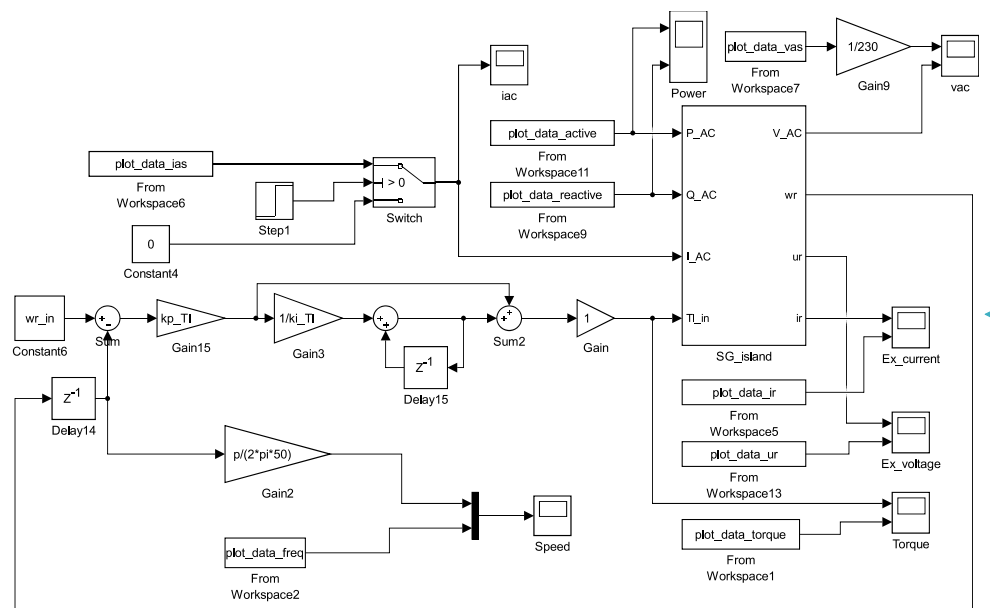 plot_data_vas
From
Workspace7
1/230
Gain9
vac
iac
Power
plot_data_active
From
Workspace11
plot_data_reactive
From
Workspace9
P_AC
Q_AC
I_AC
TI_in
V_AC
wr
ur
ir
SG_island
plot_data_ias
From
Workspace6
Step1
> 0
Switch
0
Constant4
wr_in
Constant6
+
-
Sum
kp_TI
Gain15
1/ki_TI
Gain3
+
+
Z-1
Delay15
+
+
Sum2
1
Gain
Z-1
Delay14
p/(2*pi*50)
Gain2
plot_data_freq
From
Workspace2
Speed
Ex_current
plot_data_ir
From
Workspace5
plot_data_ur
From
Workspace13
Ex_voltage
plot_data_torque
From
Workspace1
Torque